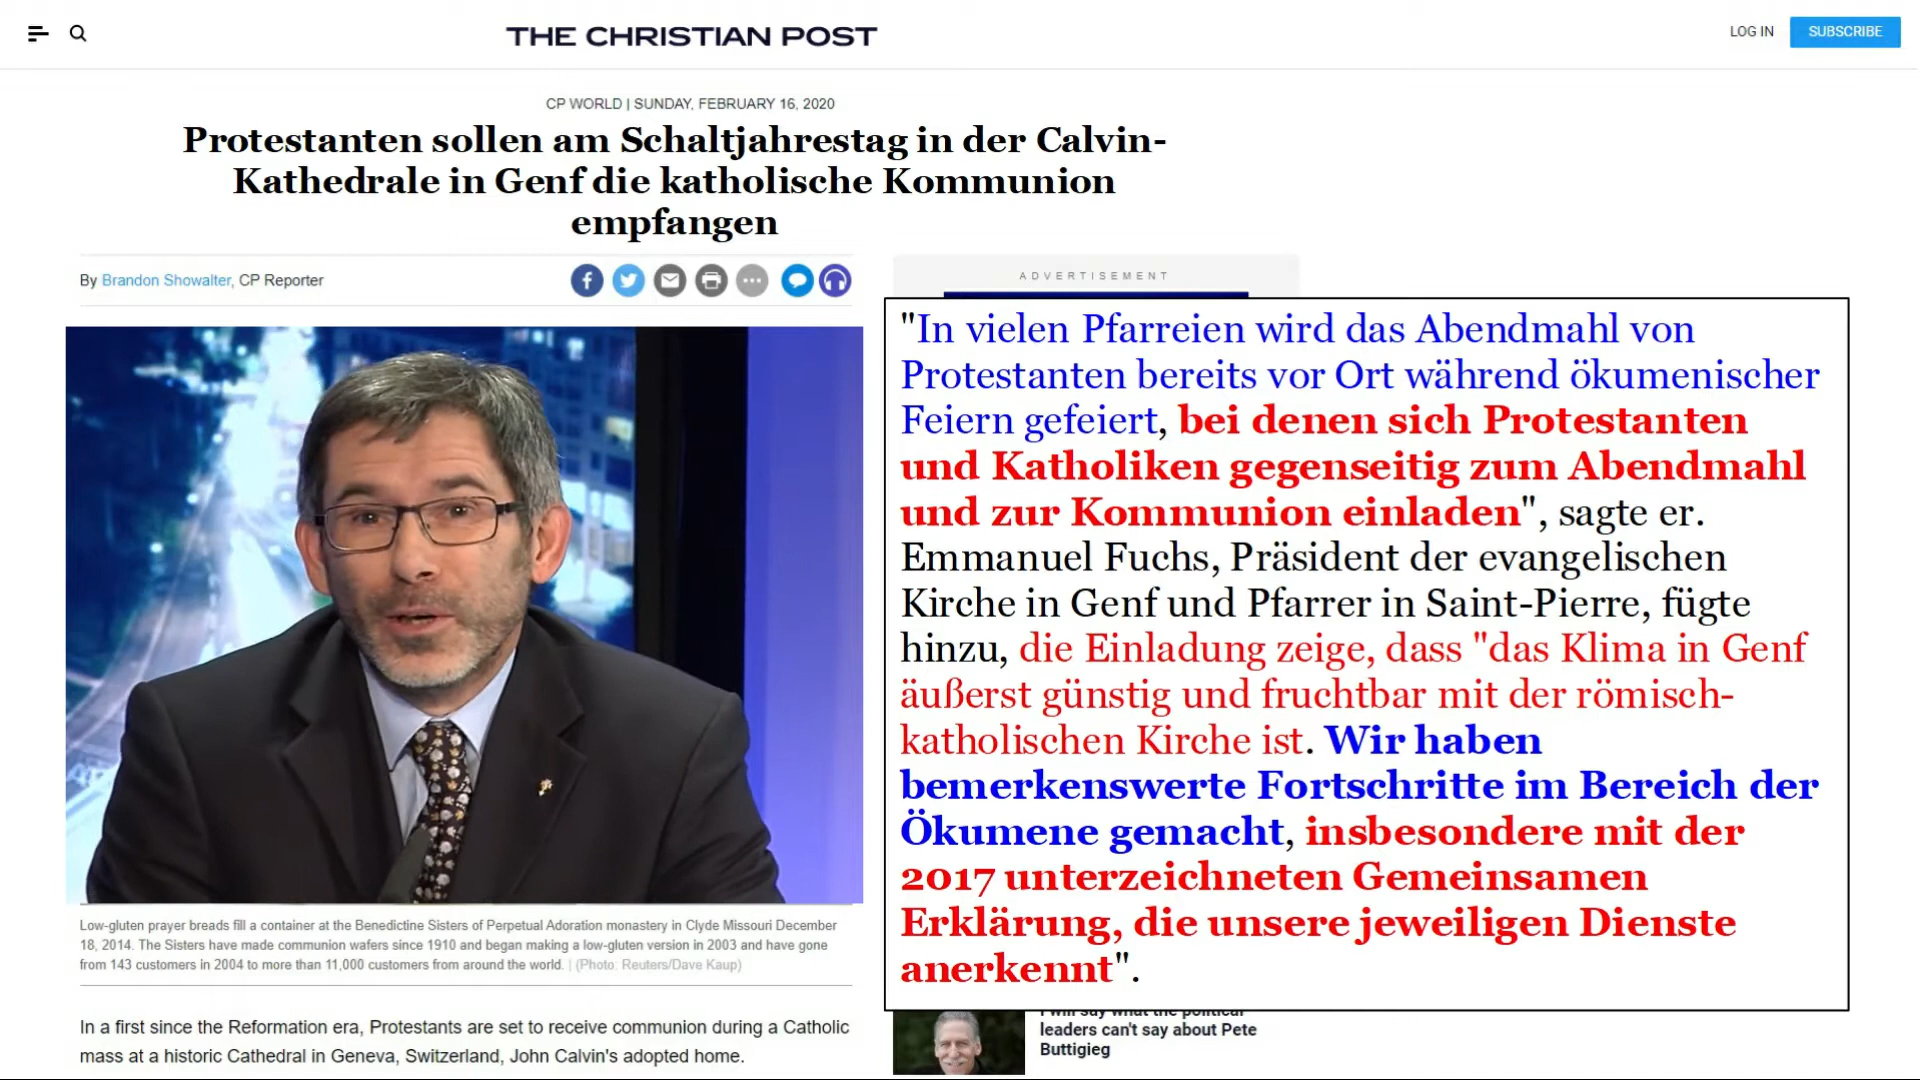 THE CHRISTIAN POST
LOG IN
SUBSCRIBE
CP WORLD | SUNDAY, FEBRUARY 16, 2020
Protestanten sollen am Schaltjahrestag in der Calvin-
Kathedrale in Genf die katholische Kommunion
empfangen
By Brandon Showalter, CP Reporter
ADVERTISEMENT
"In vielen Pfarreien wird das Abendmahl von
Protestanten bereits vor Ort während ökumenischer
Feiern gefeiert, bei denen sich Protestanten
und Katholiken gegenseitig zum Abendmahl
und zur Kommunion einladen", sagte er.
Emmanuel Fuchs, Präsident der evangelischen
Kirche in Genf und Pfarrer in Saint-Pierre, fügte
hinzu, die Einladung zeige, dass "das Klima in Genf
äußerst günstig und fruchtbar mit der römisch-
katholischen Kirche ist. Wir haben
bemerkenswerte Fortschritte im Bereich der
Ökumene gemacht, insbesondere mit der
2017 unterzeichneten Gemeinsamen
Erklärung, die unsere jeweiligen Dienste
anerkennt".
Low-gluten prayer breads fill a container at the Benedictine Sisters of Perpetual Adoration monastery in Clyde Missouri December
18, 2014. The Sisters have made communion wafers since 1910 and began making a low-gluten version in 2003 and have gone
from 143 customers in 2004 to more than 11,000 customers from around the world. | (Photo: Reuters/Dave Kaup)
In a first since the Reformation era, Protestants are set to receive communion during a Catholic
mass at a historic Cathedral in Geneva, Switzerland, John Calvin's adopted home.
I will say what the political
leaders can't say about Pete
Buttigieg